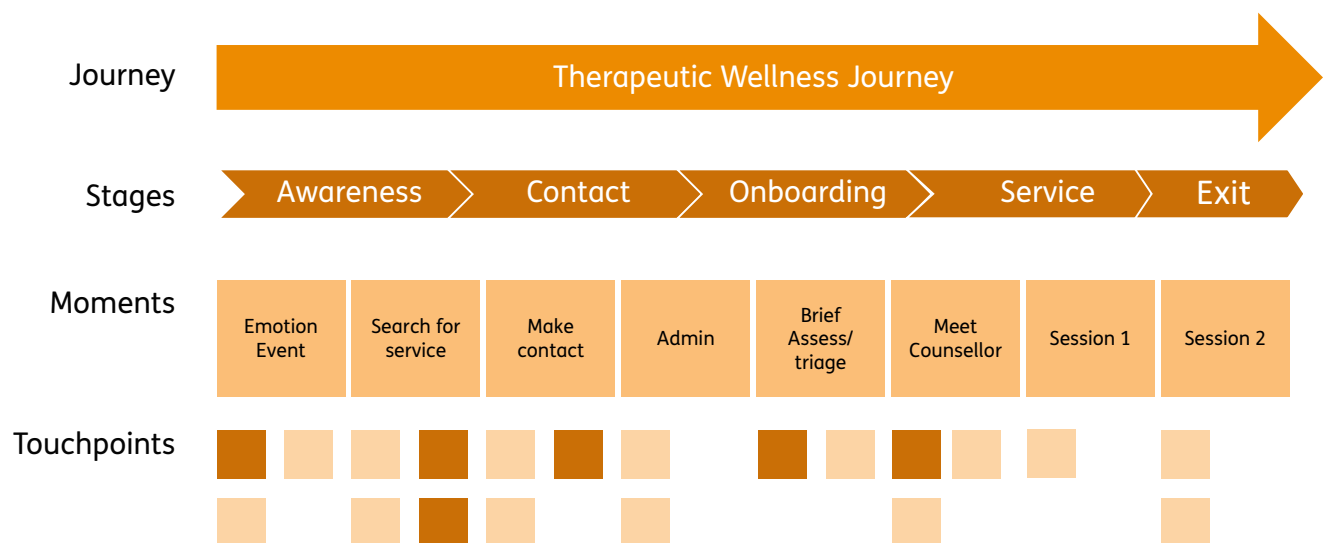 Journey
Therapeutic Wellness Journey
Stages
Awareness
Contact
Onboarding
Service
Exit
Moments
Emotion
Event
Search for
service
Make
contact
Admin
Brief
Assess/
triage
Meet
Counsellor
Session 1
Session 2
Touchpoints